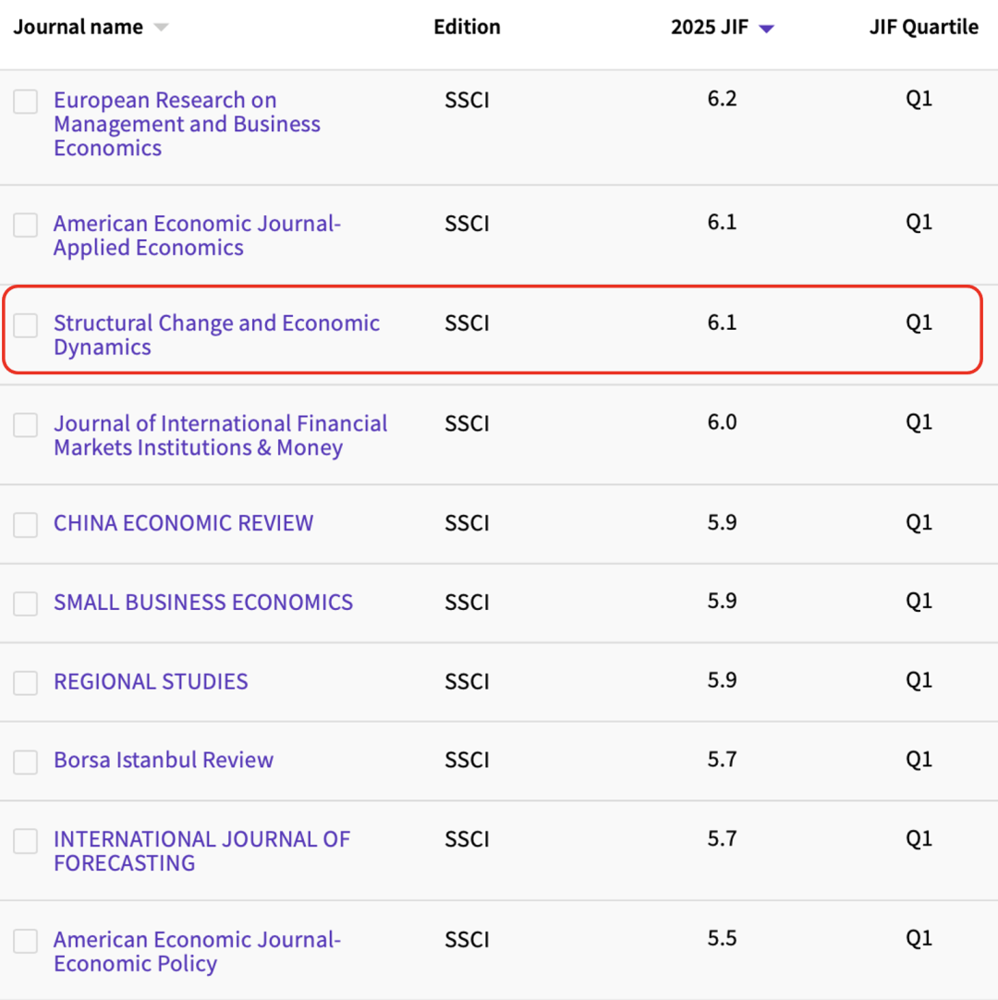 Journal name Edition 2025 JIF JIF Quartile
European Research on SSCI 6.2 Q1
Management and Business
Economics
American Economic Journal- SSCI 6.1 Q1
Applied Economics
Structural Change and Economic SSCI 6.1 Q1
Dynamics
Journal of International Financial SSCI 6.0 Q1
Markets Institutions & Money
CHINA ECONOMIC REVIEW SSCI 5.9 Q1
SMALL BUSINESS ECONOMICS SSCI 5.9 Q1
REGIONAL STUDIES SSCI 5.9 Q1
Borsa Istanbul Review SSCI 5.7 Q1
INTERNATIONAL JOURNAL OF SSCI 5.7 Q1
FORECASTING
American Economic Journal- SSCI 5.5 Q1
Economic Policy